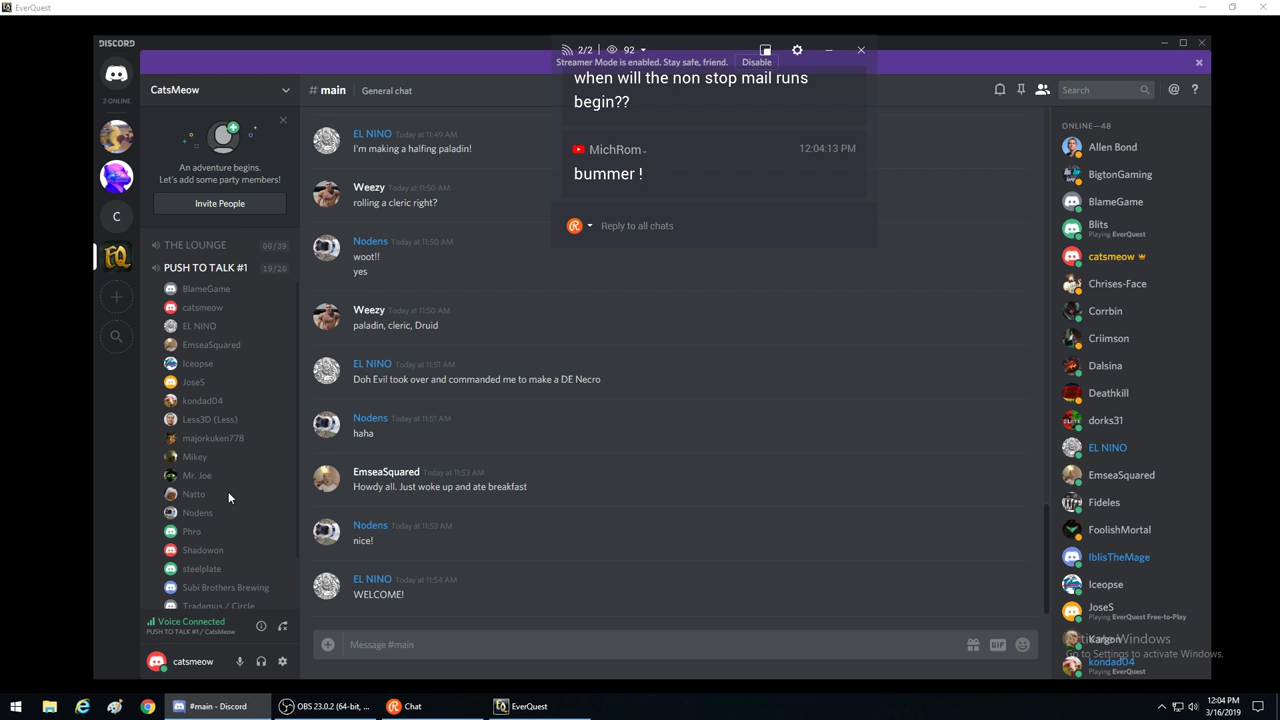 EverQuest
DISCORD
2/2
92
Streamer Mode is enabled. Stay safe, friend.
Disable
when will the non stop mail runs
begin??
MichRom
12:04:13 PM
bummer !
Reply to all chats
2 ONLINE
C
CatsMeow
An adventure begins.
Let's add some party members!
Invite People
THE LOUNGE
00/39
PUSH TO TALK #1
19/20
BlameGame
catsmeow
EL NINO
EmseaSquared
Iceopse
JoseS
kondad04
Less3D (Less)
majorkuken778
Mikey
Mr. Joe
Natto
Nodens
Phro
Shadowon
steelplate
Subi Brothers Brewing
Tradamus / Circle
Voice Connected
PUSH TO TALK #1 / CatsMeow
catsmeow
# main
General chat
Search
EL NINO Today at 11:49 AM
I'm making a halfing paladin!
Weezy Today at 11:50 AM
rolling a cleric right?
Nodens Today at 11:50 AM
woot!!
yes
Weezy Today at 11:50 AM
paladin, cleric, Druid
EL NINO Today at 11:51 AM
Doh Evil took over and commanded me to make a DE Necro
Nodens Today at 11:51 AM
haha
EmseaSquared Today at 11:53 AM
Howdy all. Just woke up and ate breakfast
Nodens Today at 11:53 AM
nice!
EL NINO Today at 11:54 AM
WELCOME!
Message #main
GIF
ONLINE—48
Allen Bond
BigtonGaming
BlameGame
Blits
Playing EverQuest
catsmeow
Chrises-Face
Corrbin
Criimson
Dalsina
Deathkill
dorks31
EL NINO
EmseaSquared
Fideles
FoolishMortal
IblisTheMage
Iceopse
JoseS
Playing EverQuest Free-to-Play
Kargon
kondad04
Playing EverQuest
Activate Windows
Go to Settings to activate Windows.
#main - Discord
OBS 23.0.2 (64-bit, ...
Chat
EverQuest
12:04 PM
3/16/2019